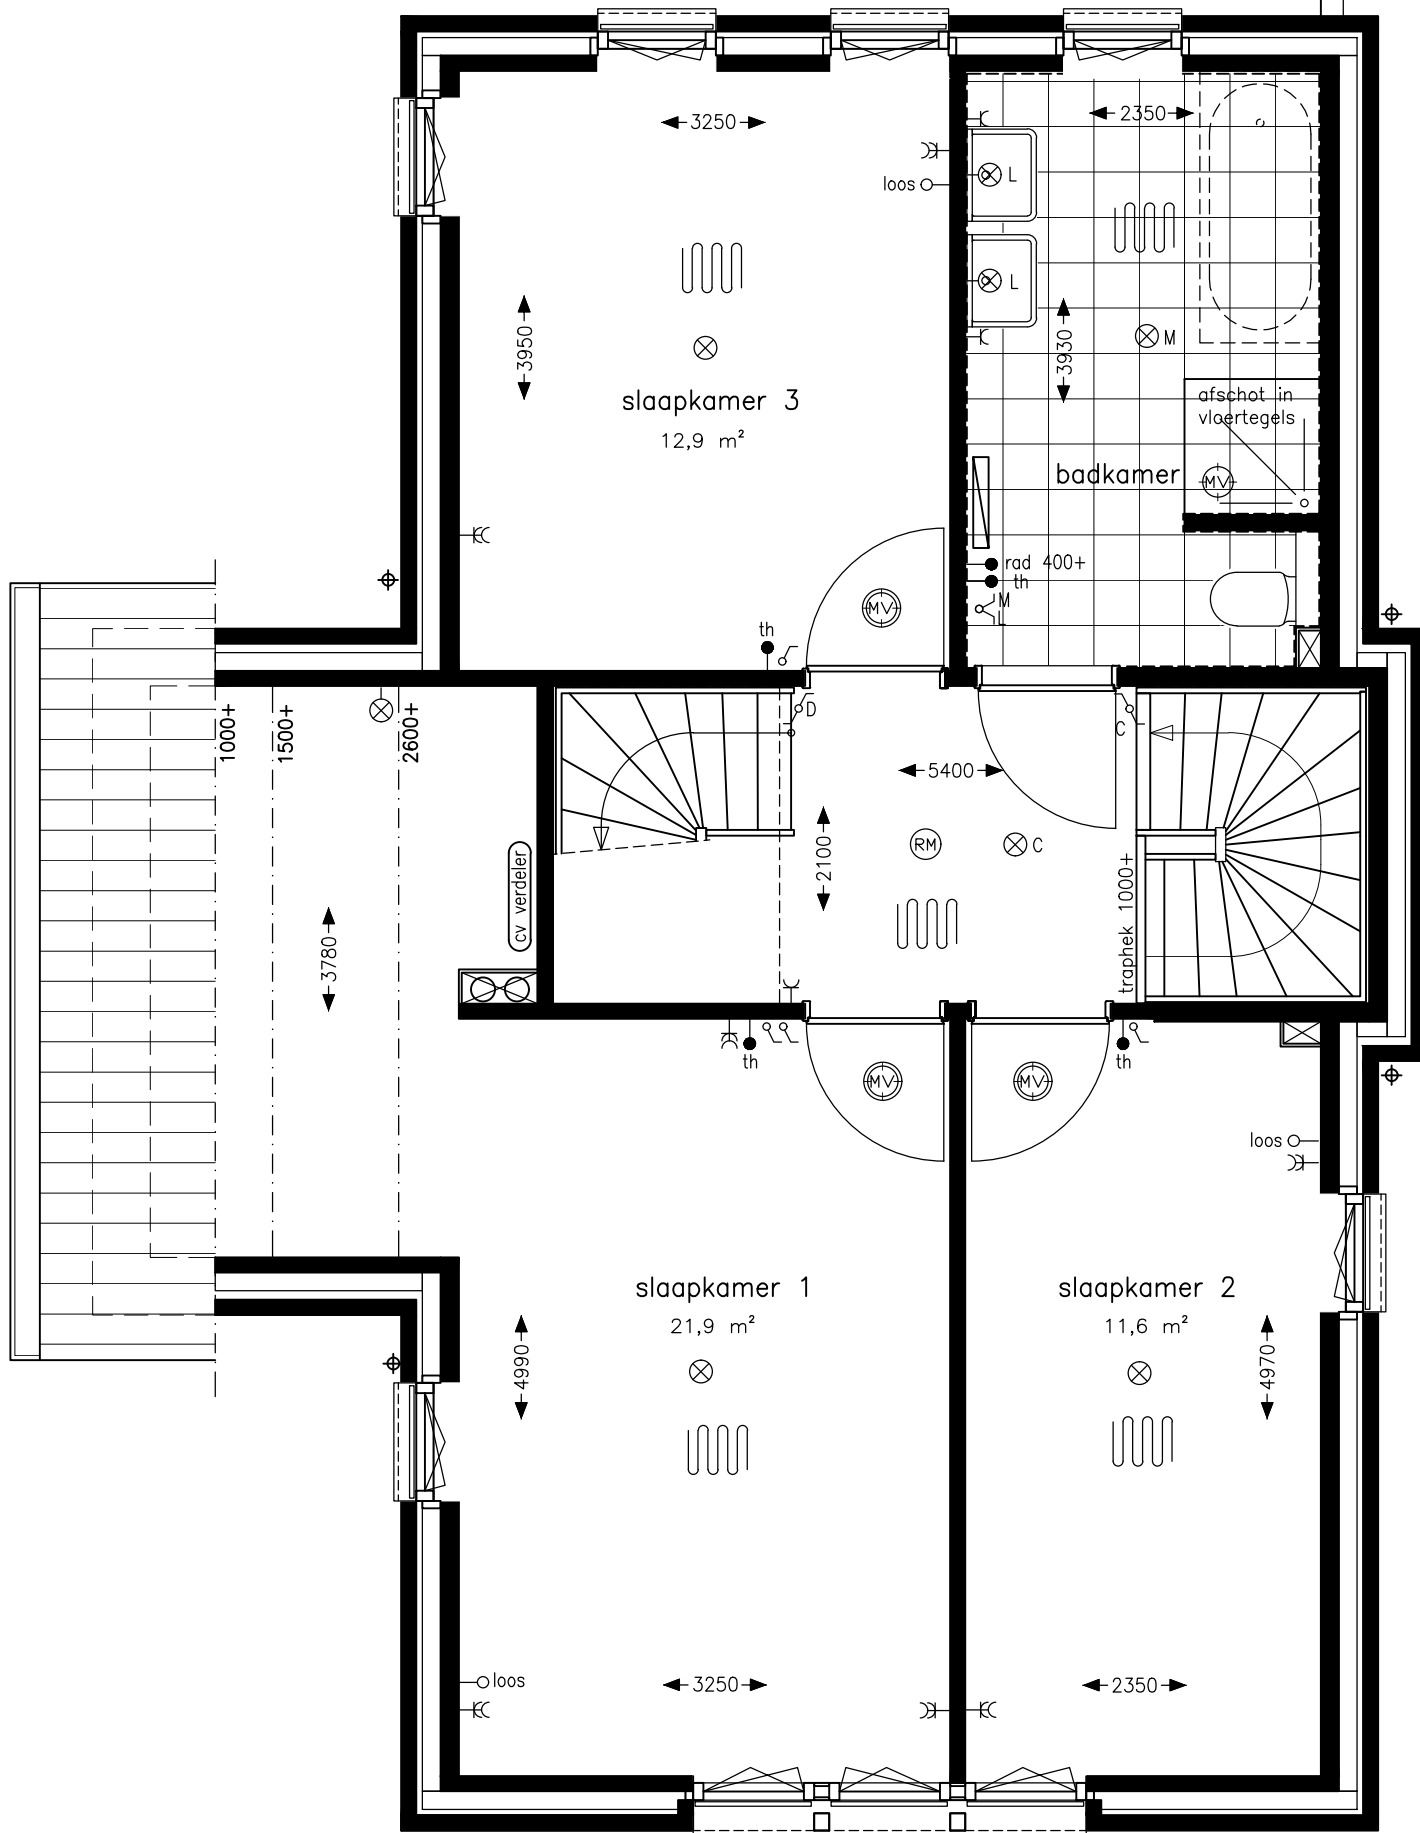 3250
2350
loos
L
L
3950
3930
M
slaapkamer 3
12,9 m²
afschot in
vloertegels
badkamer
MV
rad 400+
th
M
L
MV
th
1000+
1500+
2600+
D
C
5400
2100
RM
C
cv verdeler
traphek 1000+
3780
th
th
MV
MV
loos
slaapkamer 1
21,9 m²
slaapkamer 2
11,6 m²
4990
4970
loos
3250
2350